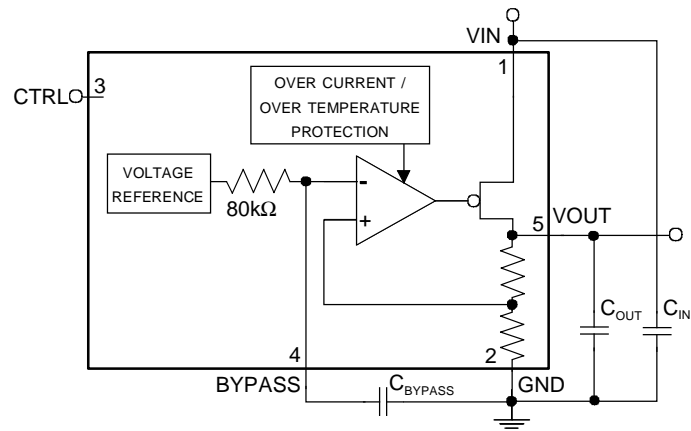 VIN
1
3
CTRL
OVER CURRENT /
OVER TEMPERATURE
PROTECTION
VOLTAGE
REFERENCE
80kΩ
-
+
5
VOUT
COUT
CIN
4
2
BYPASS
CBYPASS
GND